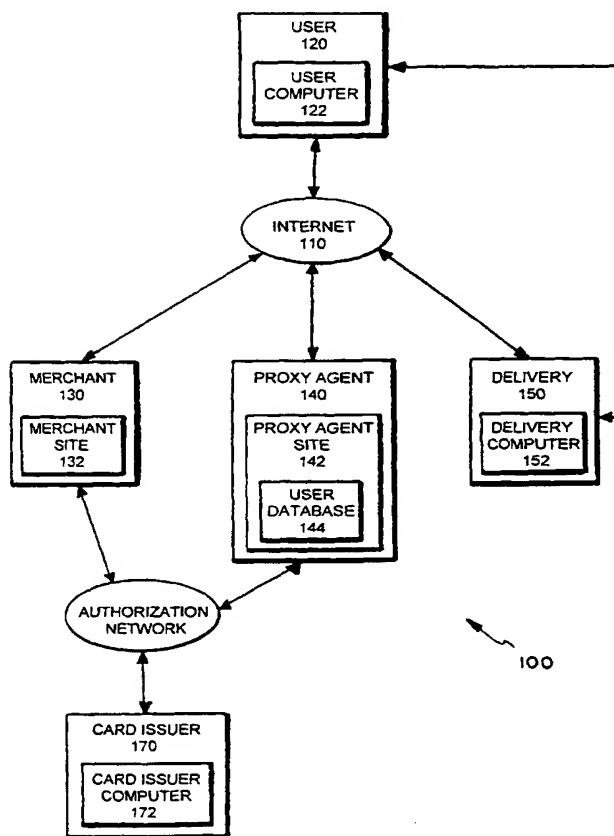 USER
120
USER
COMPUTER
122
INTERNET
110
MERCHANT
130
MERCHANT
SITE
132
PROXY AGENT
140
PROXY AGENT
SITE
142
USER
DATABASE
144
DELIVERY
150
DELIVERY
COMPUTER
152
AUTHORIZATION
NETWORK
100
CARD ISSUER
170
CARD ISSUER
COMPUTER
172